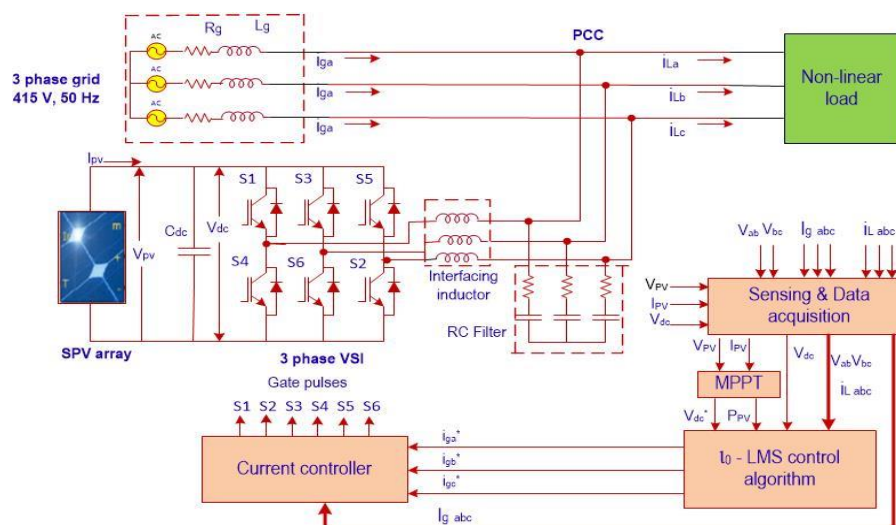 AC
Rg Lg
PCC
iga
iLa
AC
3 phase grid
415 V, 50 Hz
iga
iLb
AC
iga
iLc
Non-linear
load
Ipv
S1 S3 S5
Cdc
Vdc
Vpv
m
T
+
-
S4 S6 S2
Interfacing
inductor
RC Filter
SPV array
3 phase VSI
Vab Vbc
Ig abc
iL abc
VPV
IPV
Vdc
Sensing & Data
acquisition
VPV IPV
Vdc
VabVbc
iL abc
MPPT
Vdc* PPV
Gate pulses
S1 S2 S3 S4 S5 S6
Current controller
iga*
igb*
igc*
Ig abc
ι0 - LMS control
algorithm